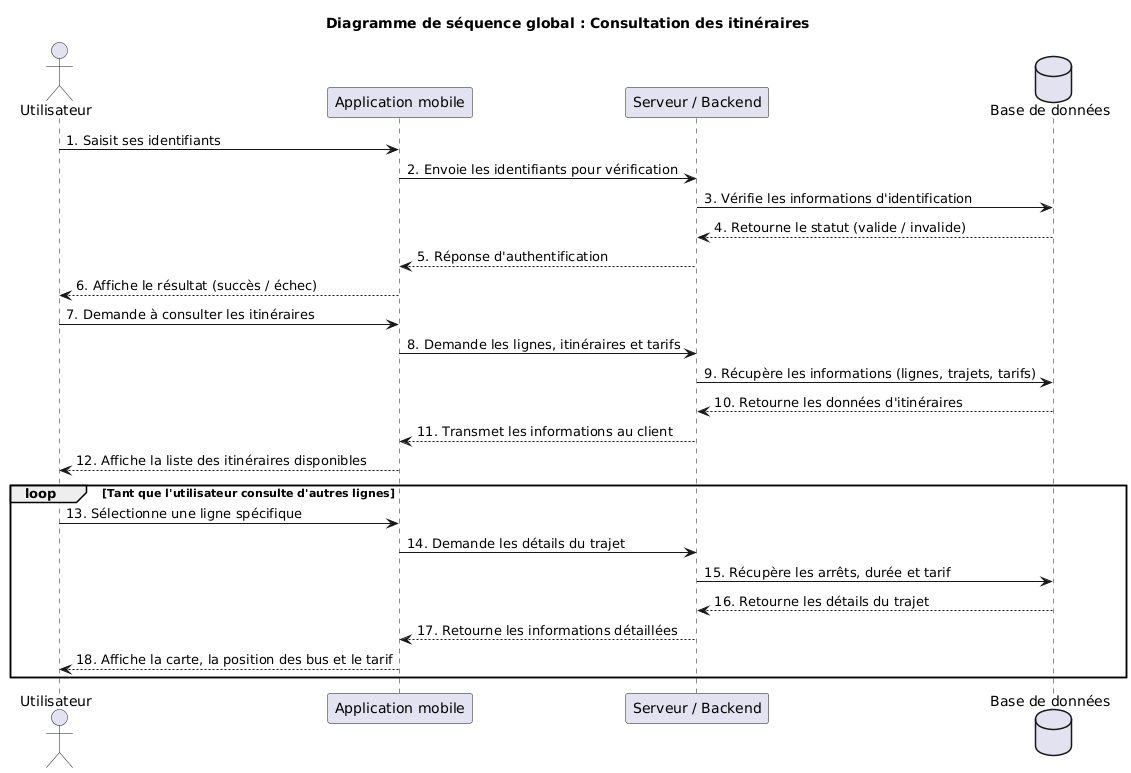 Diagramme de séquence global : Consultation des itinéraires
Utilisateur
Application mobile
Serveur / Backend
Base de données
1. Saisit ses identifiants
2. Envoie les identifiants pour vérification
3. Vérifie les informations d'identification
4. Retourne le statut (valide / invalide)
5. Réponse d'authentification
6. Affiche le résultat (succès / échec)
7. Demande à consulter les itinéraires
8. Demande les lignes, itinéraires et tarifs
9. Récupère les informations (lignes, trajets, tarifs)
10. Retourne les données d'itinéraires
11. Transmet les informations au client
12. Affiche la liste des itinéraires disponibles
loop [Tant que l'utilisateur consulte d'autres lignes]
13. Sélectionne une ligne spécifique
14. Demande les détails du trajet
15. Récupère les arrêts, durée et tarif
16. Retourne les détails du trajet
17. Retourne les informations détaillées
18. Affiche la carte, la position des bus et le tarif
Utilisateur
Application mobile
Serveur / Backend
Base de données